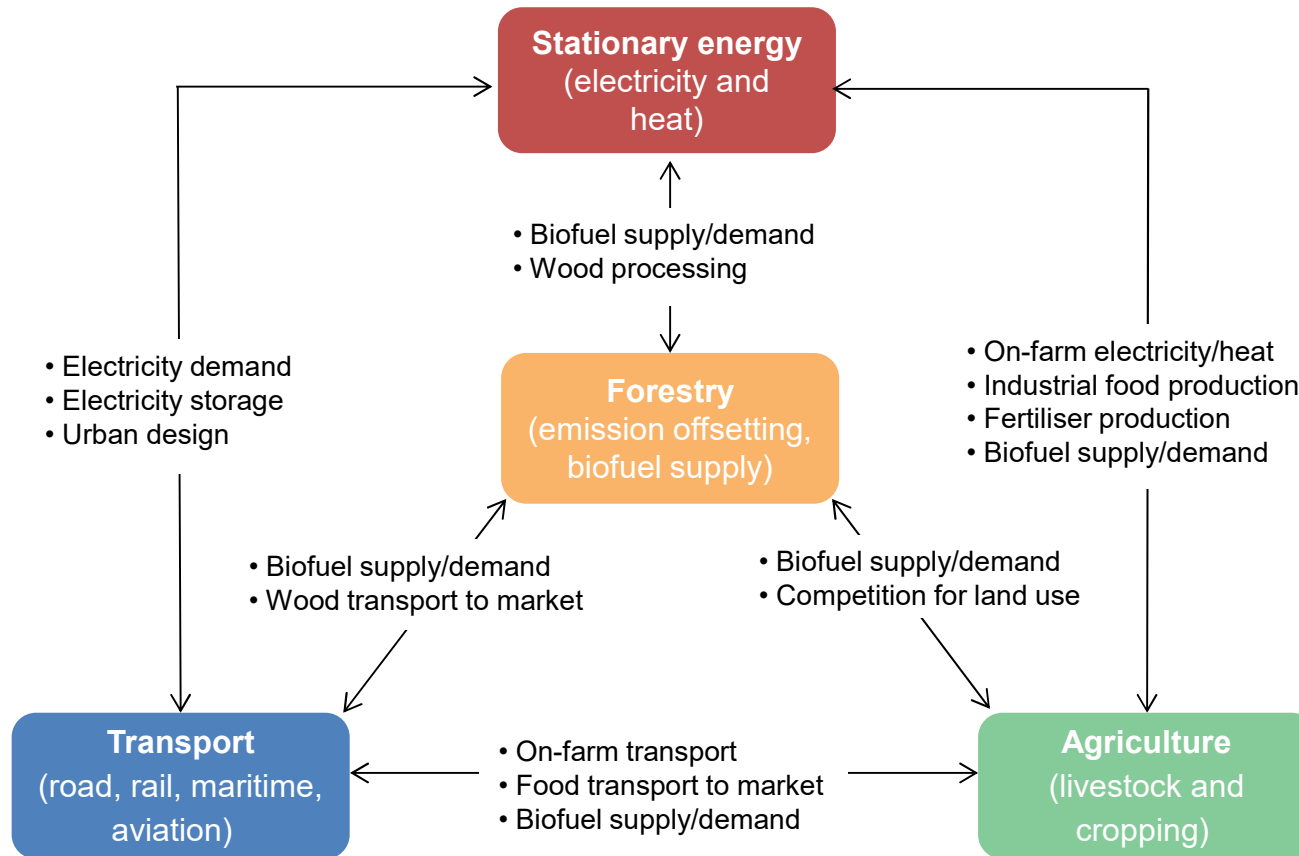 Stationary energy
(electricity and
heat)
• Biofuel supply/demand
• Wood processing
• Electricity demand
• Electricity storage
• Urban design
• On-farm electricity/heat
• Industrial food production
• Fertiliser production
• Biofuel supply/demand
Forestry
(emission offsetting,
biofuel supply)
• Biofuel supply/demand
• Wood transport to market
• Biofuel supply/demand
• Competition for land use
Transport
(road, rail, maritime,
aviation)
• On-farm transport
• Food transport to market
• Biofuel supply/demand
Agriculture
(livestock and
cropping)